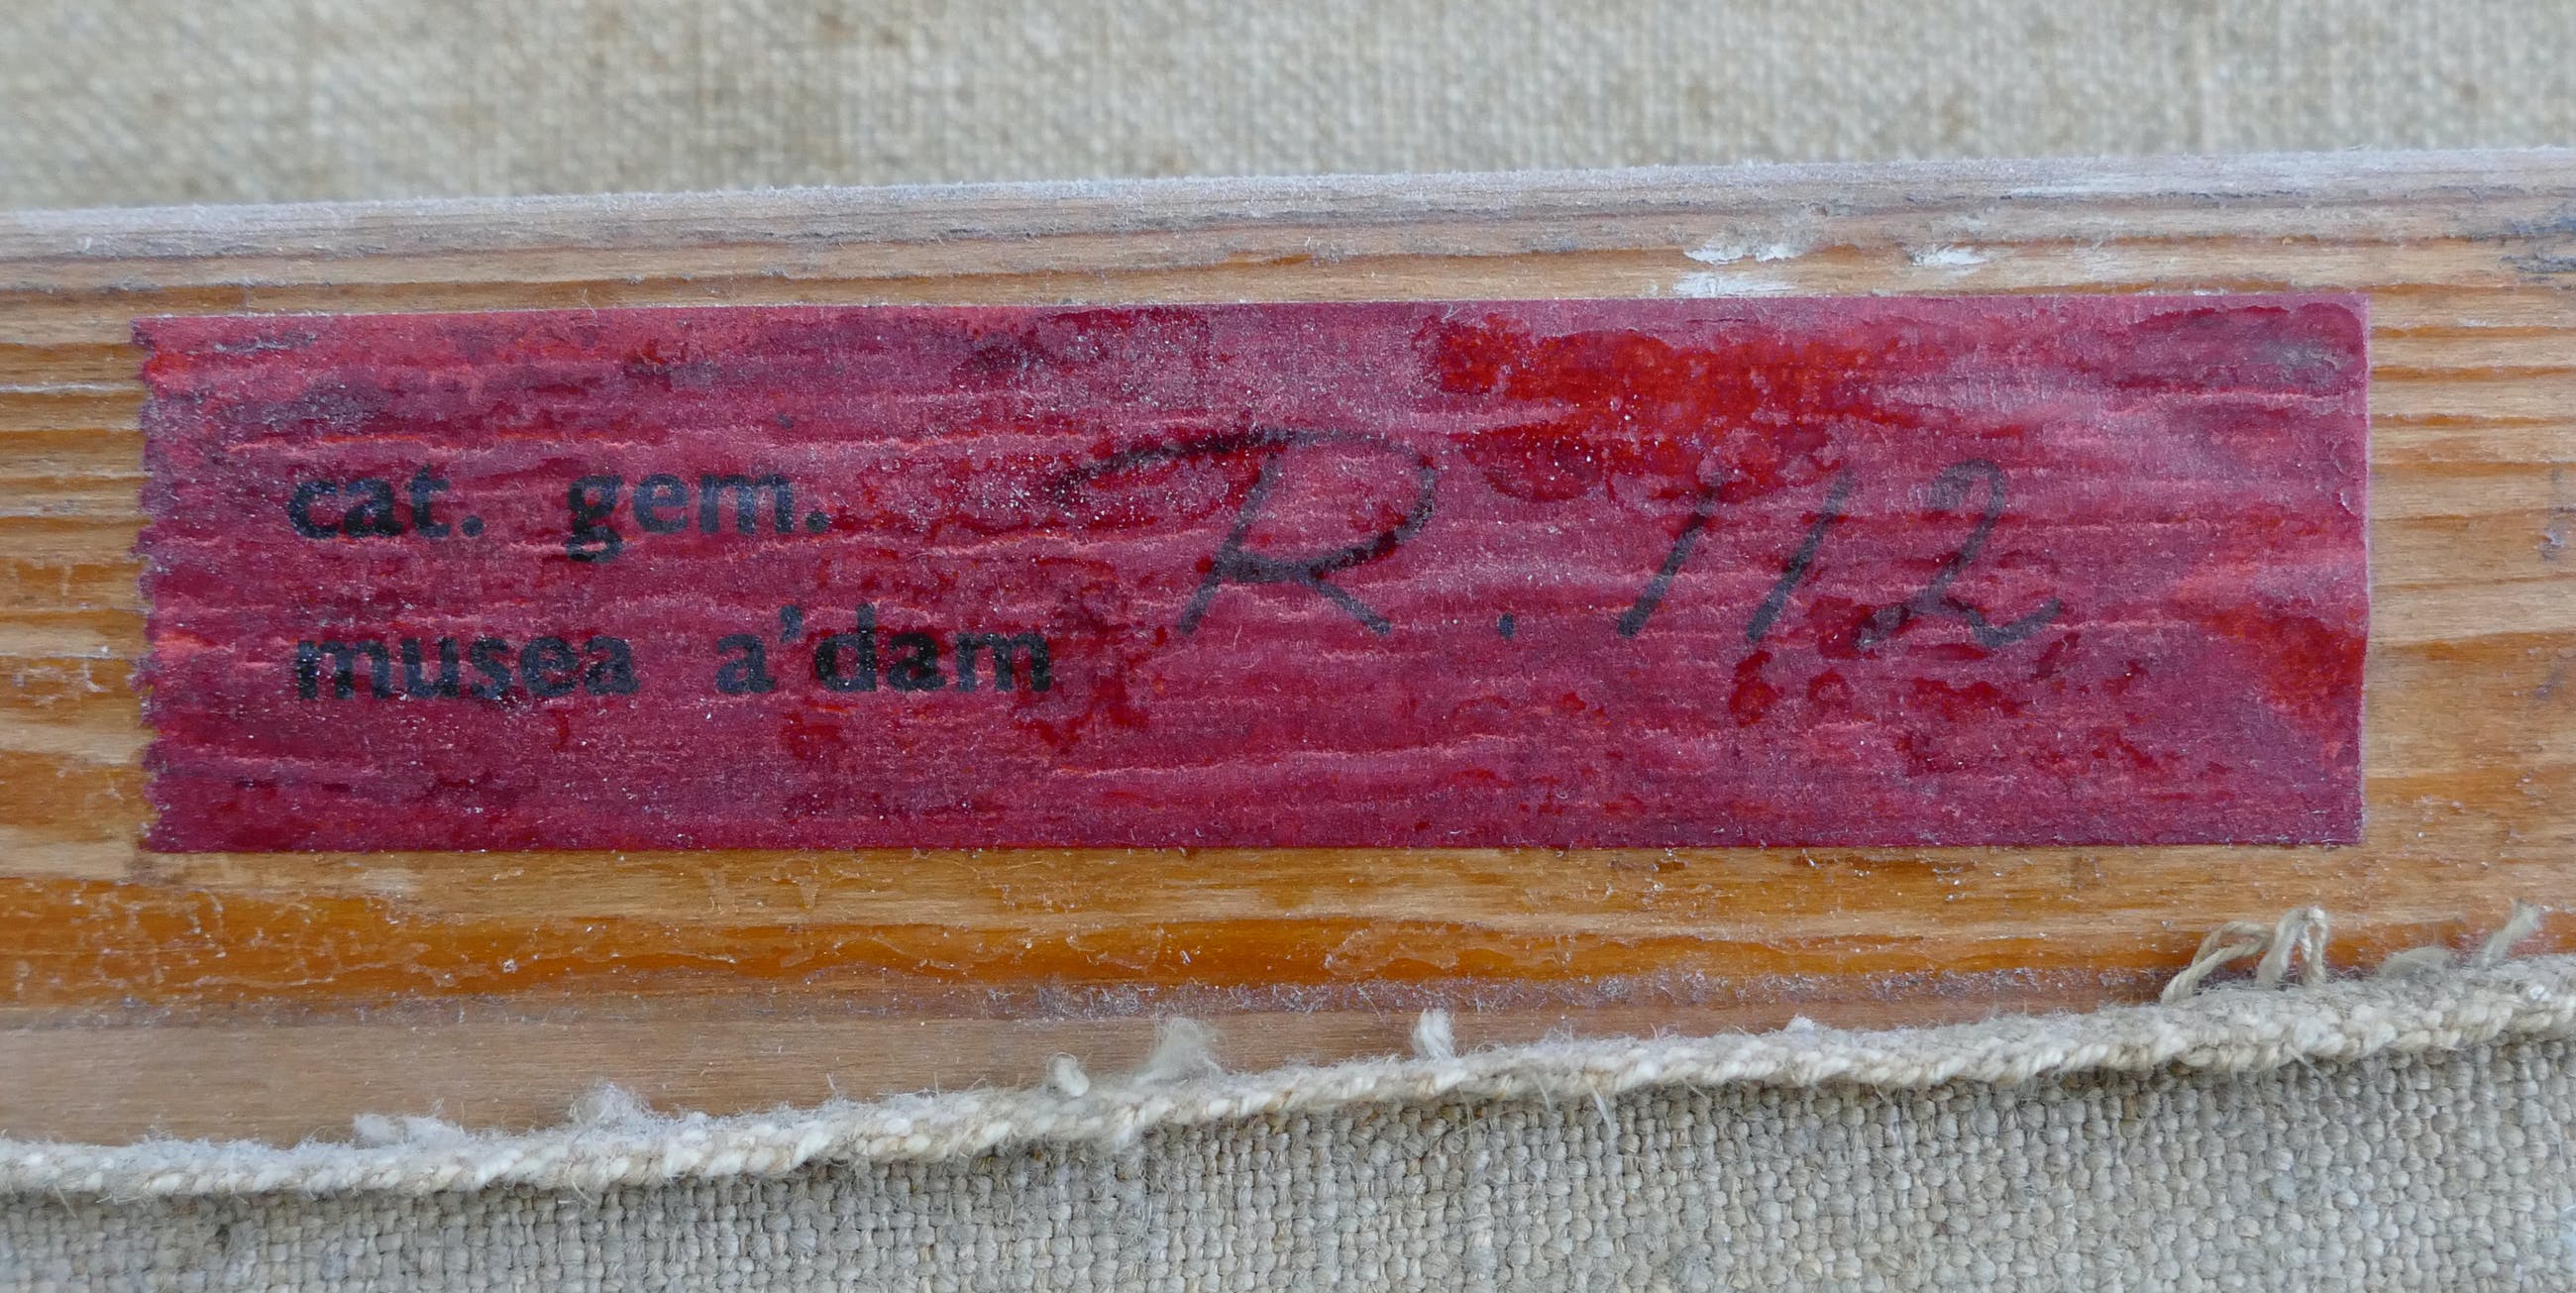 cat. gem. R. 112
musea a'dam